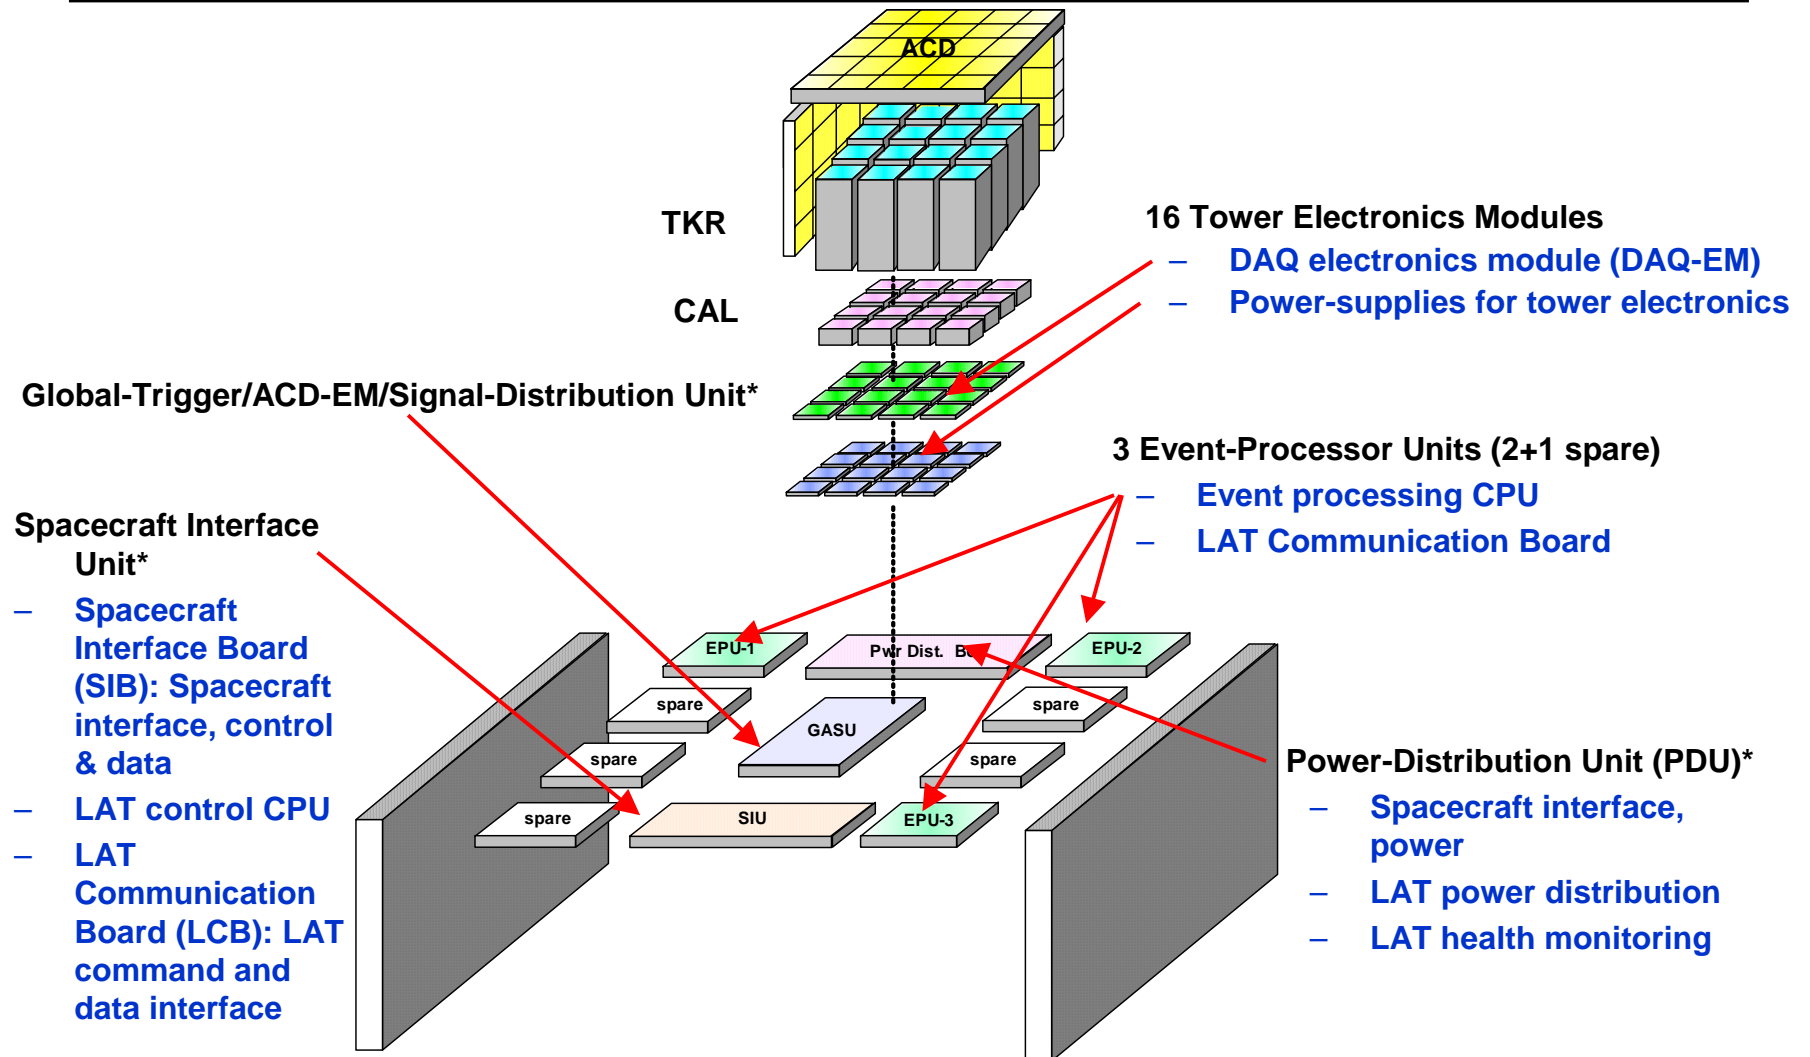 ACD
TKR
CAL
16 Tower Electronics Modules
– DAQ electronics module (DAQ-EM)
– Power-supplies for tower electronics
Global-Trigger/ACD-EM/Signal-Distribution Unit*
3 Event-Processor Units (2+1 spare)
– Event processing CPU
– LAT Communication Board
Spacecraft Interface
Unit*
– Spacecraft
Interface Board
(SIB): Spacecraft
interface, control
& data
– LAT control CPU
– LAT
Communication
Board (LCB): LAT
command and
data interface
EPU-1
Pwr Dist.
EPU-2
spare
spare
GASU
spare
spare
spare
SIU
EPU-3
Power-Distribution Unit (PDU)*
– Spacecraft interface,
power
– LAT power distribution
– LAT health monitoring